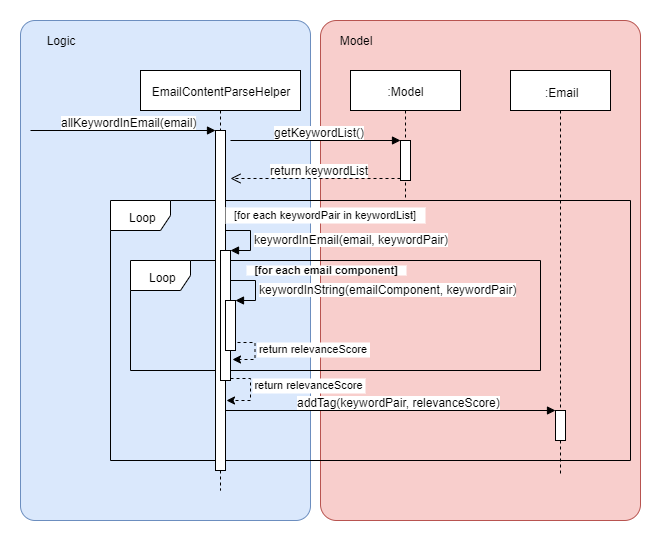 Logic
Model
EmailContentParseHelper
:Model
:Email
allKeywordInEmail(email)
getKeywordList()
return keywordList
Loop
[for each keywordPair in keywordList]
keywordInEmail(email, keywordPair)
Loop
[for each email component]
keywordInString(emailComponent, keywordPair)
return relevanceScore
return relevanceScore
addTag(keywordPair, relevanceScore)